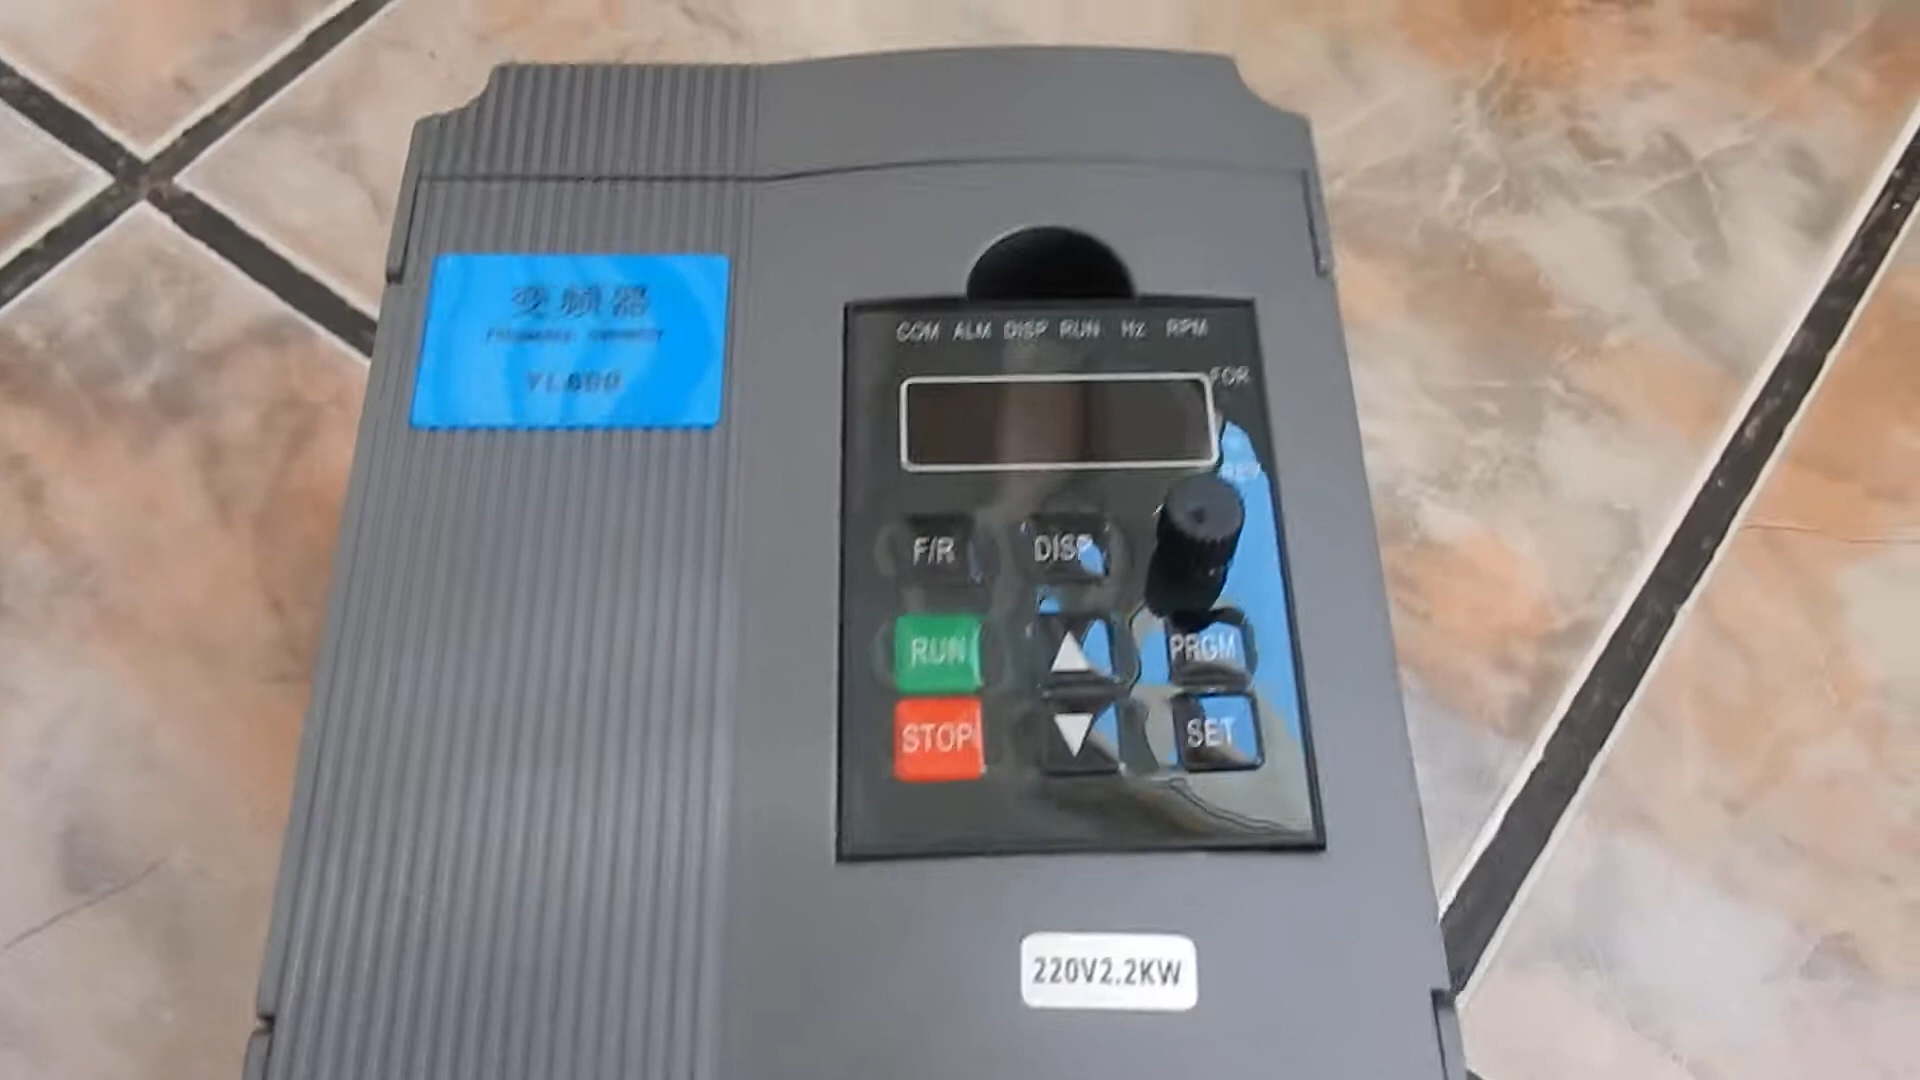 变频器
YL600
COM ALM DISP RUN Hz RPM
FOR
REV
F/R DISP
RUN PRGM
STOP SET
220V2.2KW